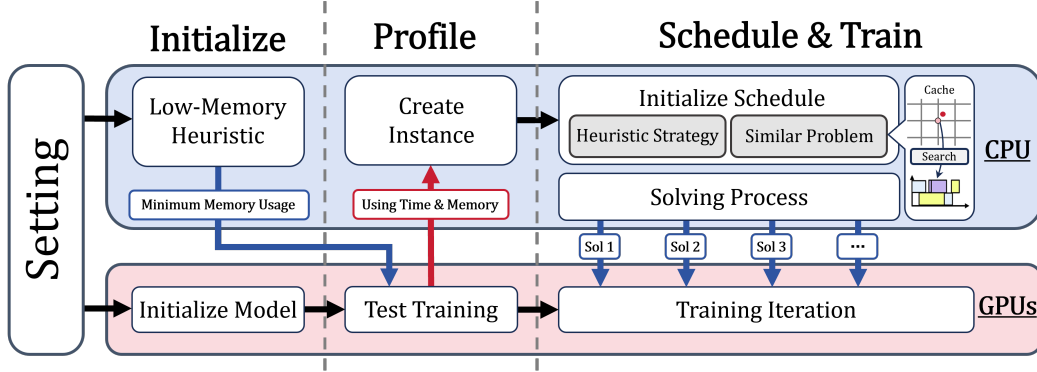 Initialize
Profile
Schedule & Train
Setting
Low-Memory
Heuristic
Create
Instance
Initialize Schedule
Heuristic Strategy
Similar Problem
Cache
Search
CPU
Minimum Memory Usage
Using Time & Memory
Solving Process
Sol 1
Sol 2
Sol 3
...
Initialize Model
Test Training
Training Iteration
GPUs